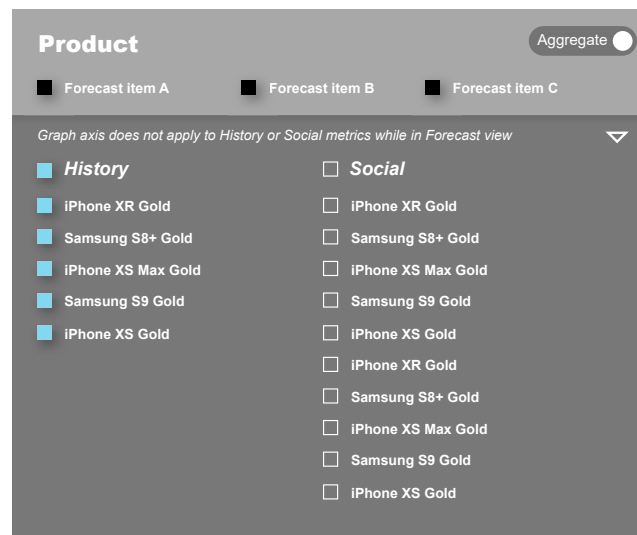 Product
Aggregate
Forecast item A
Forecast item B
Forecast item C
Graph axis does not apply to History or Social metrics while in Forecast view
History
iPhone XR Gold
Samsung S8+ Gold
iPhone XS Max Gold
Samsung S9 Gold
iPhone XS Gold
Social
iPhone XR Gold
Samsung S8+ Gold
iPhone XS Max Gold
Samsung S9 Gold
iPhone XS Gold
iPhone XR Gold
Samsung S8+ Gold
iPhone XS Max Gold
Samsung S9 Gold
iPhone XS Gold